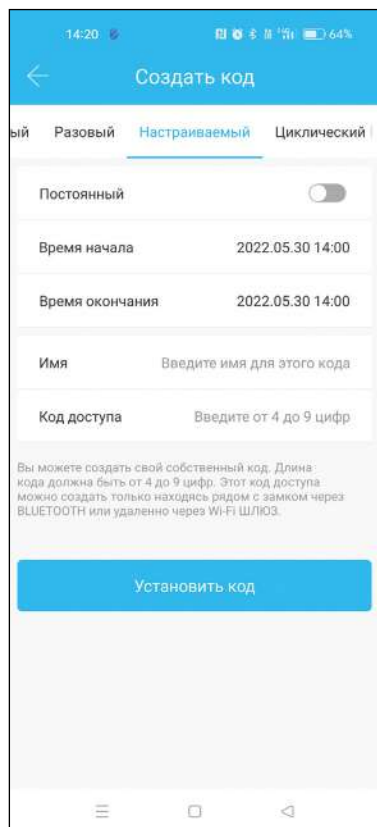 14:20 64%
Создать код
ый Разовый Настраиваемый Циклический
Постоянный
Время начала 2022.05.30 14:00
Время окончания 2022.05.30 14:00
Имя Введите имя для этого кода
Код доступа Введите от 4 до 9 цифр
Вы можете создать свой собственный код. Длина
кода должна быть от 4 до 9 цифр. Этот код доступа
можно создать только находясь рядом с замком через
BLUETOOTH или удаленно через Wi-Fi ШЛЮЗ.
Установить код